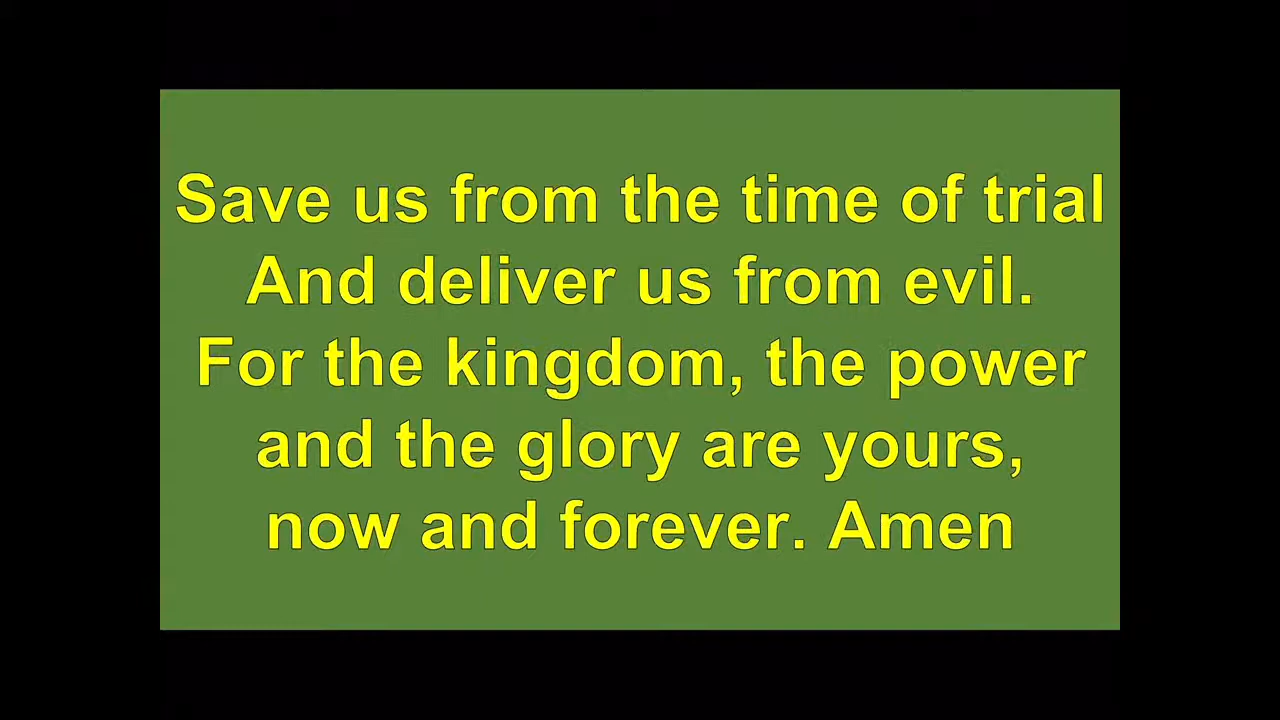 Save us from the time of trial
And deliver us from evil.
For the kingdom, the power
and the glory are yours,
now and forever. Amen